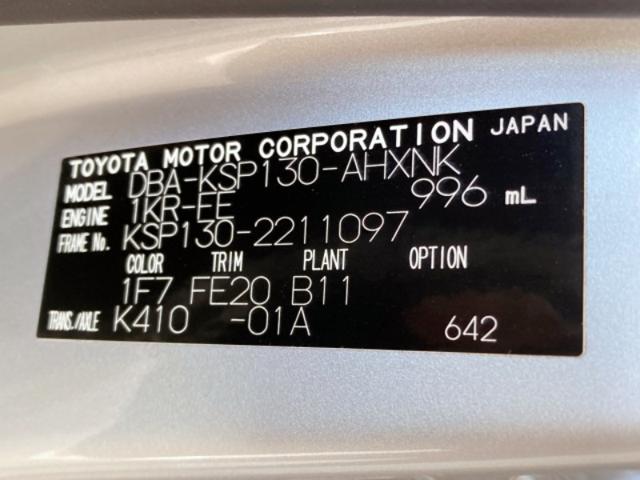 TOYOTA MOTOR CORPORATION JAPAN
MODEL DBA-KSP130-AHXNK
ENGINE 1KR-FE 996 mL
FRAME No. KSP130-2211097
COLOR TRIM PLANT OPTION
1F7 FE20 B11
TRANS./AXLE K410 -01A 642